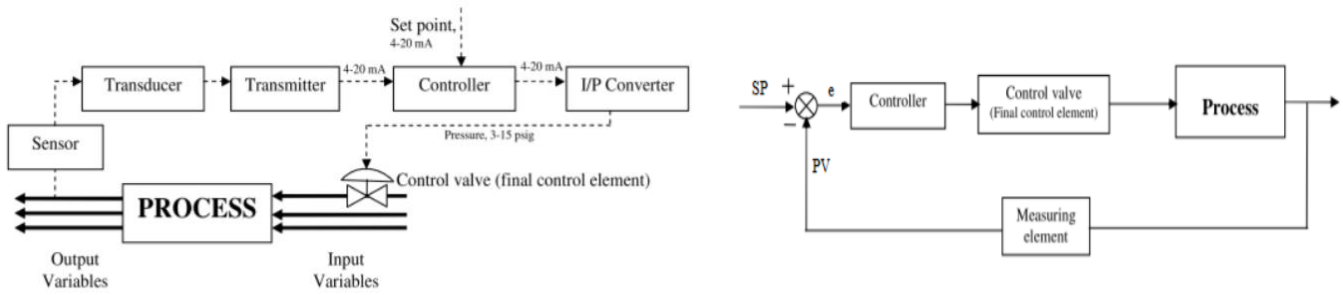 Set point,
4-20 mA
Transducer
Transmitter
4-20 mA
Controller
4-20 mA
I/P Converter
Pressure, 3-15 psig
Sensor
Control valve (final control element)
PROCESS
Output
Variables
Input
Variables
SP
+
e
−
Controller
Control valve
(Final control element)
Process
PV
Measuring
element